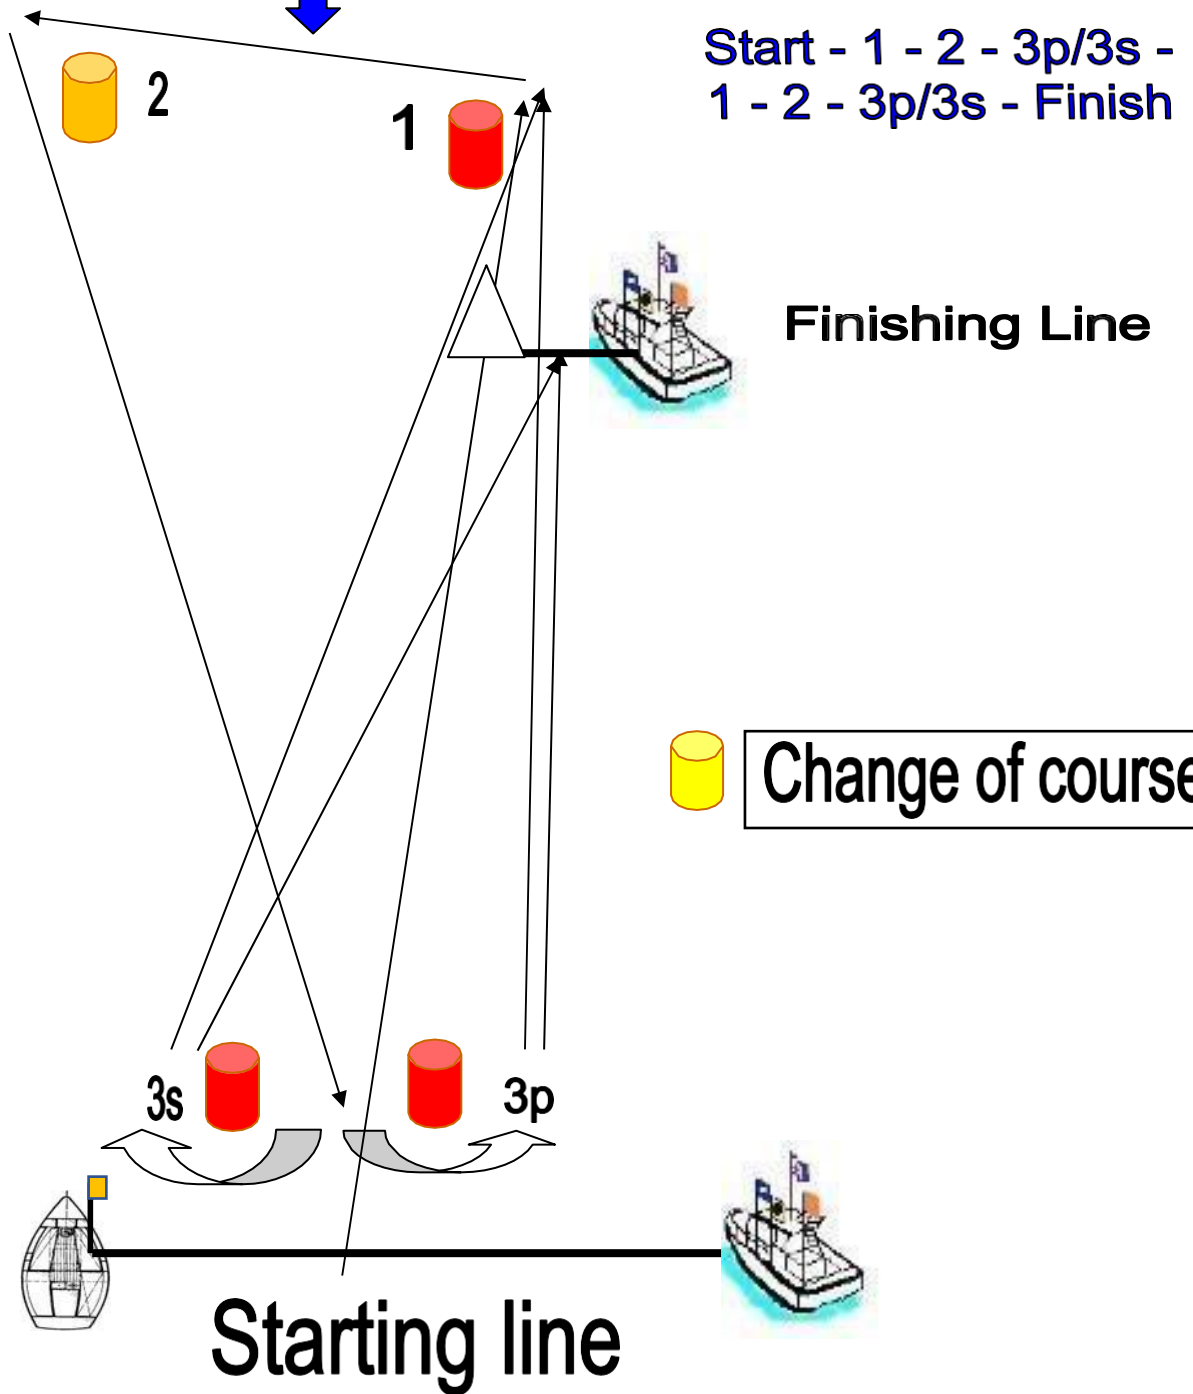 Start - 1 - 2 - 3p/3s -
1 - 2 - 3p/3s - Finish
2
1
Finishing Line
Change of course
3s
3p
Starting line